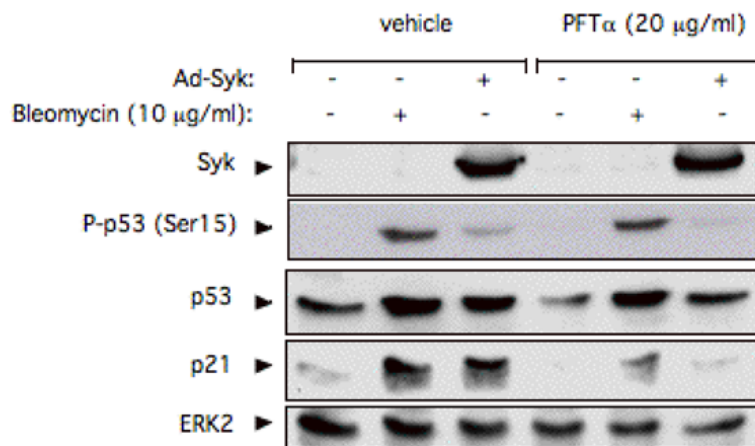 vehicle PFTα (20 μg/ml)
Ad-Syk: - - + - - +
Bleomycin (10 μg/ml): - + - - + -
Syk
P-p53 (Ser15)
p53
p21
ERK2